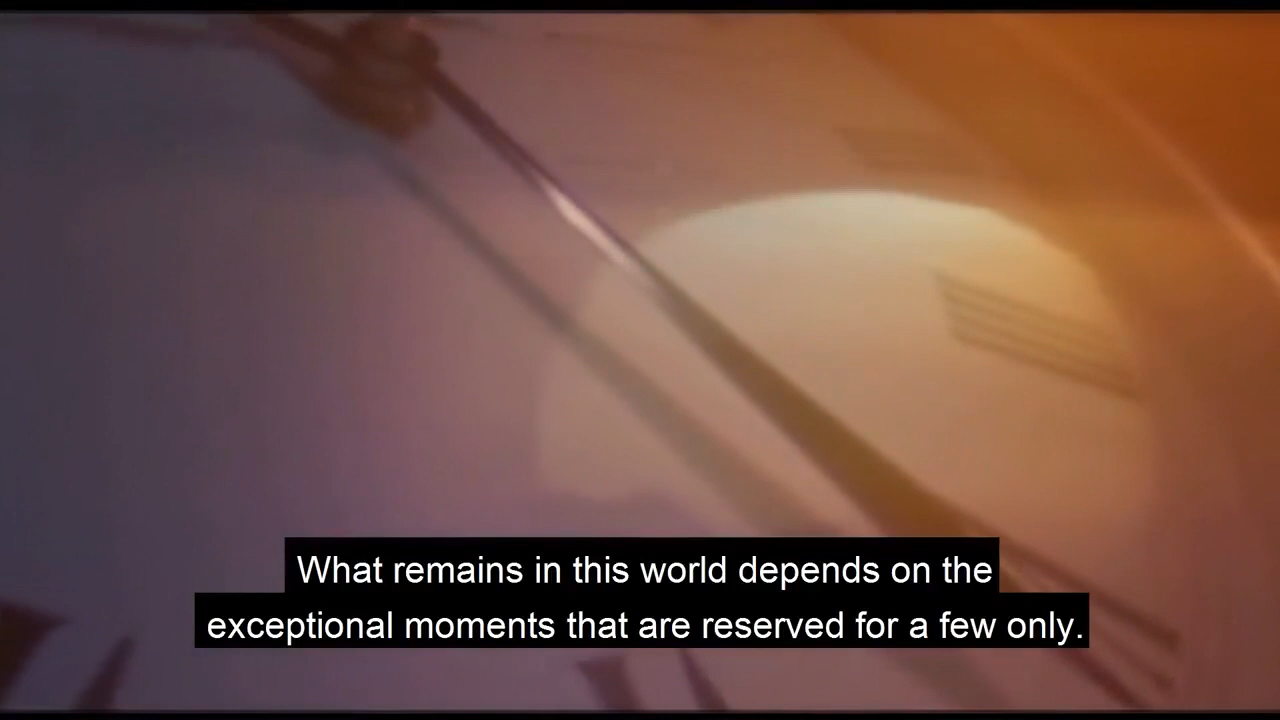 What remains in this world depends on the
exceptional moments that are reserved for a few only.